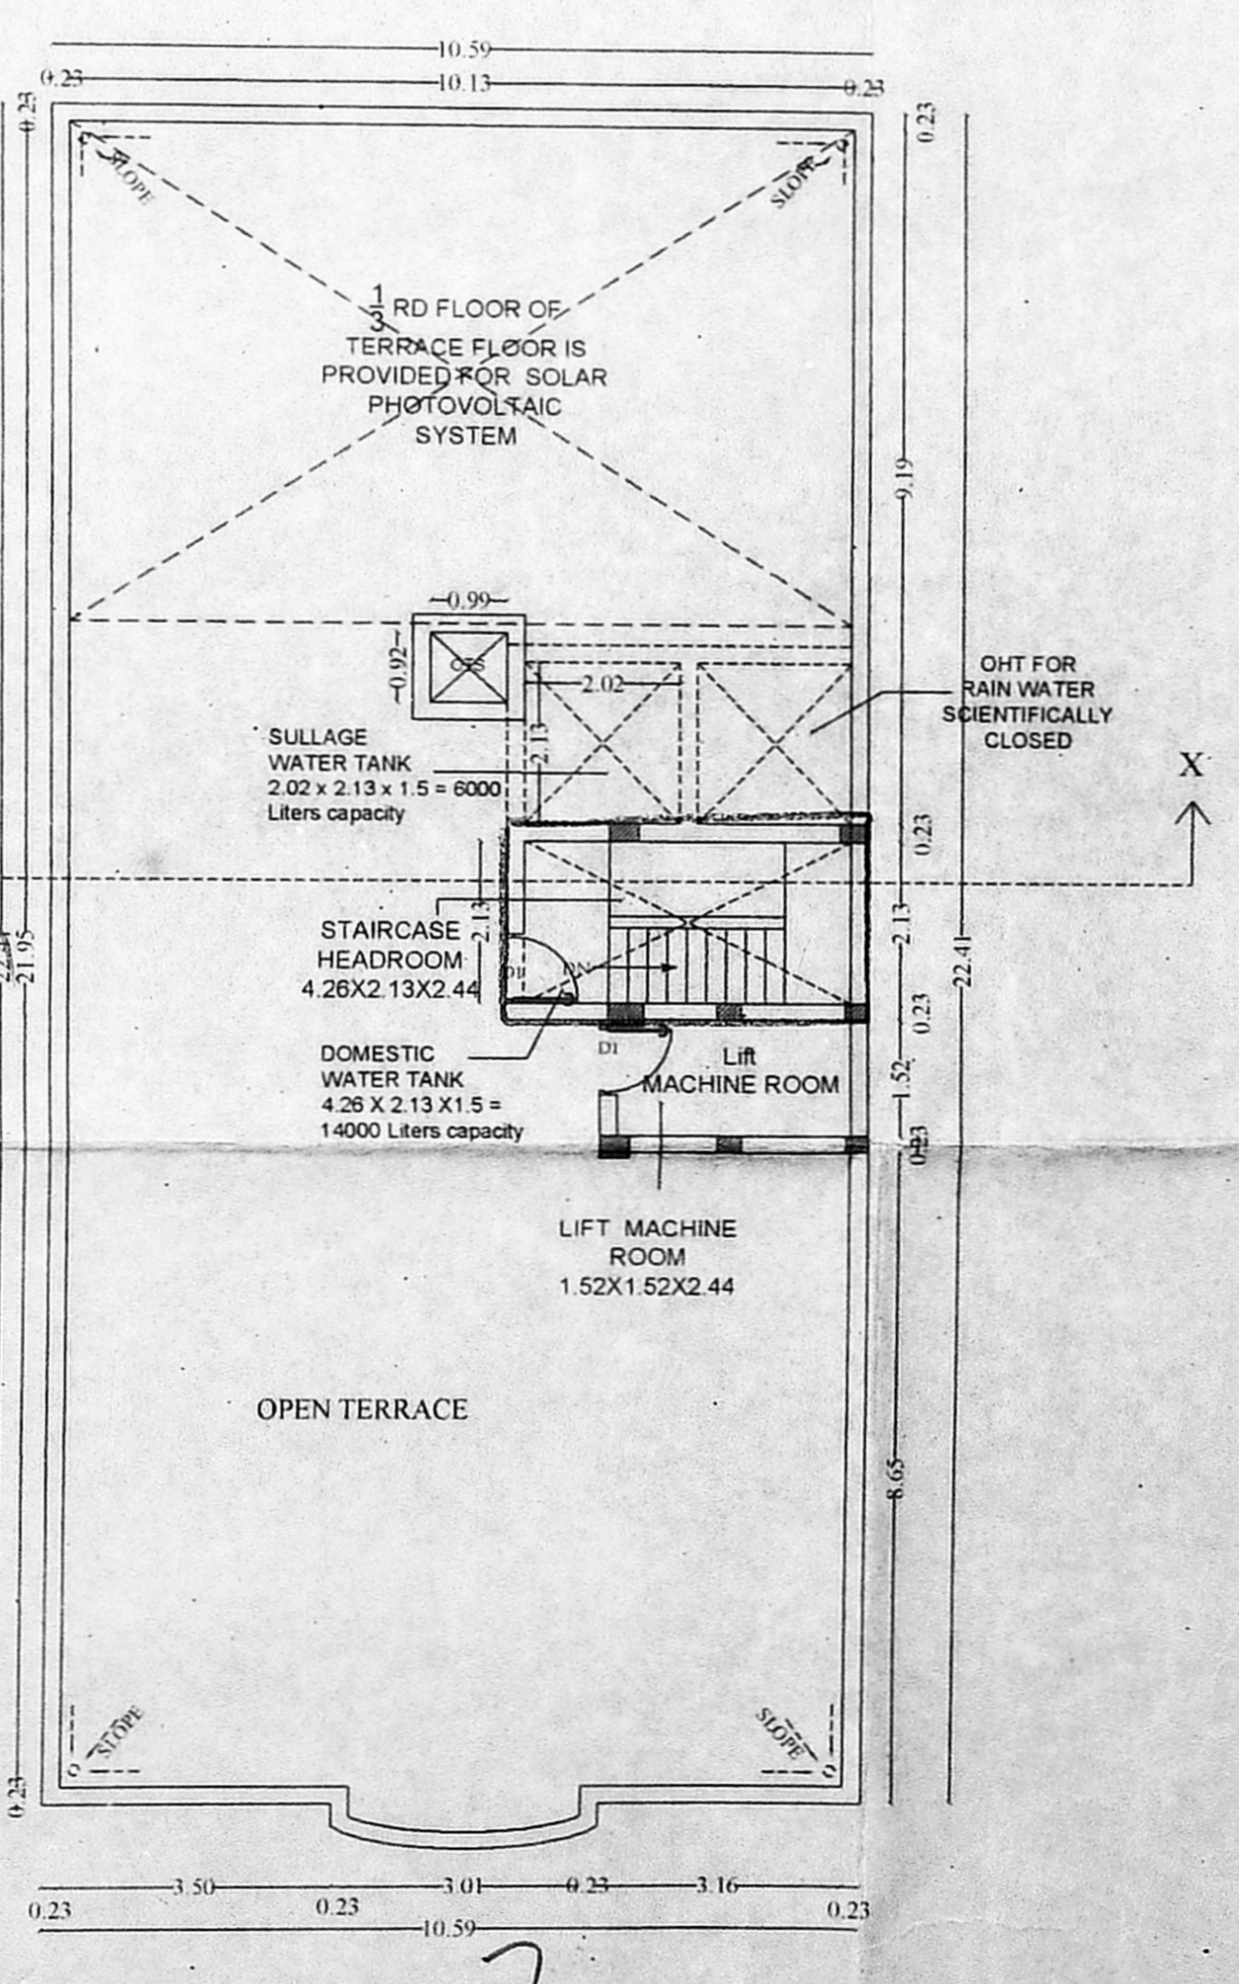 10.59
0.23 10.13 0.23
0.23
0.23
SLOPE
SLOPE
1/3 RD FLOOR OF
TERRACE FLOOR IS
PROVIDED FOR SOLAR
PHOTOVOLTAIC
SYSTEM
9.19
0.99
0.92
OTS
2.02
2.13
OHT FOR
RAIN WATER
SCIENTIFICALLY
CLOSED
SULLAGE
WATER TANK
2.02 x 2.13 x 1.5 = 6000
Liters capacity
X
0.23
2.13
2.13
STAIRCASE
HEADROOM
4.26X2.13X2.44
D1
DN
21.95
22.41
0.23
DOMESTIC
WATER TANK
4.26 X 2.13 X1.5 =
14000 Liters capacity
D1
Lift
MACHINE ROOM
1.52
0.23
LIFT MACHINE
ROOM
1.52X1.52X2.44
OPEN TERRACE
8.65
SLOPE
SLOPE
0.23
3.50 3.01 0.23 3.16
0.23 0.23 0.23
10.59